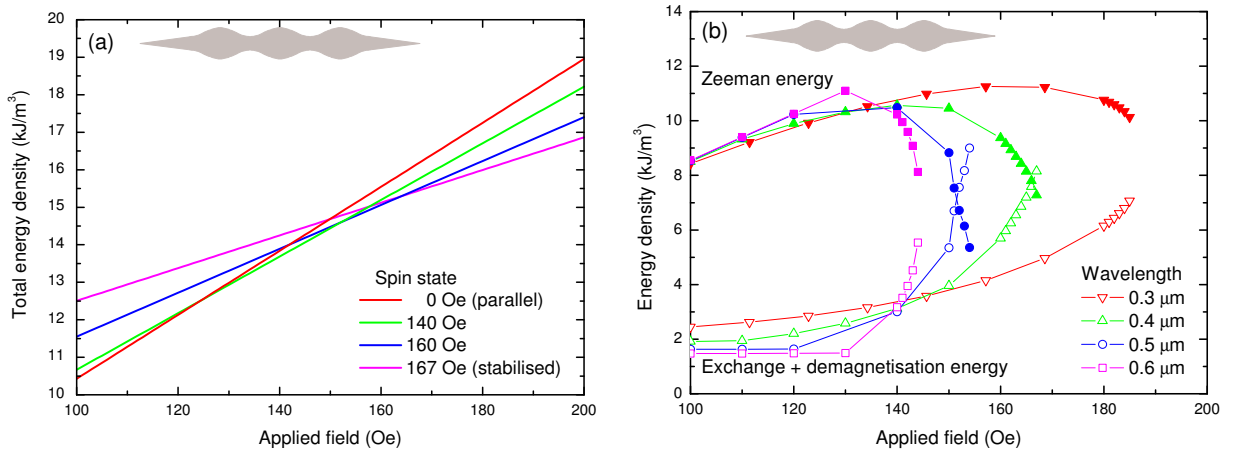 (a)
Total energy density (kJ/m³)
20
19
18
17
16
15
14
13
12
11
10
Spin state
0 Oe (parallel)
140 Oe
160 Oe
167 Oe (stabilised)
100 120 140 160 180 200
Applied field (Oe)
(b)
Energy density (kJ/m³)
14
12
10
8
6
4
2
0
Zeeman energy
Wavelength
0.3 µm
0.4 µm
0.5 µm
0.6 µm
Exchange + demagnetisation energy
100 120 140 160 180 200
Applied field (Oe)